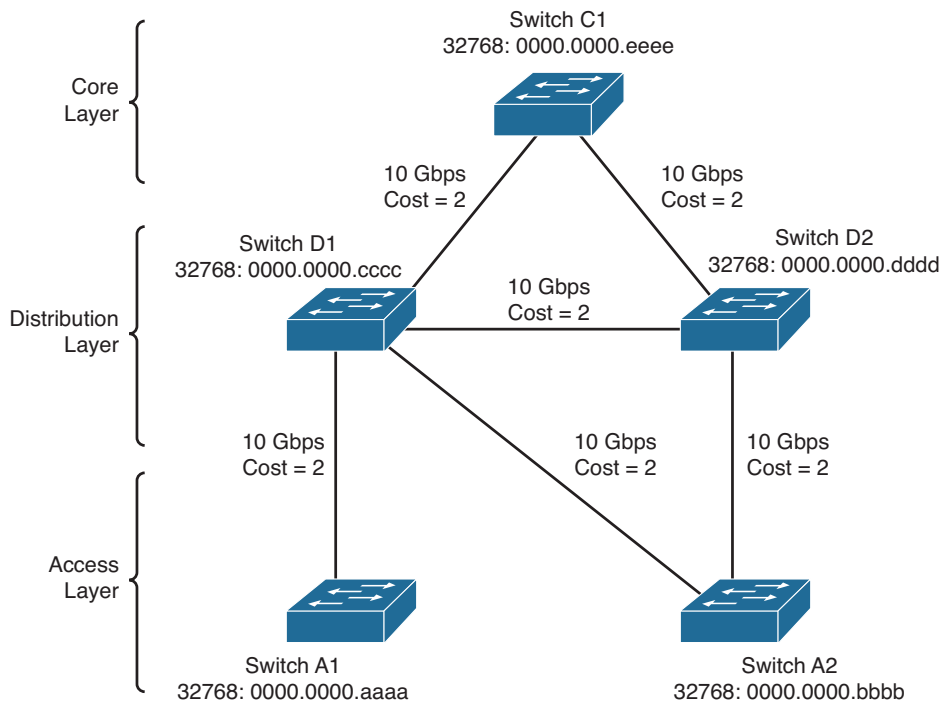 Switch C1
32768: 0000.0000.eeee
Core
Layer
10 Gbps
Cost = 2
10 Gbps
Cost = 2
Switch D1
32768: 0000.0000.cccc
Switch D2
32768: 0000.0000.dddd
10 Gbps
Cost = 2
Distribution
Layer
10 Gbps
Cost = 2
10 Gbps
Cost = 2
10 Gbps
Cost = 2
Access
Layer
Switch A1
32768: 0000.0000.aaaa
Switch A2
32768: 0000.0000.bbbb